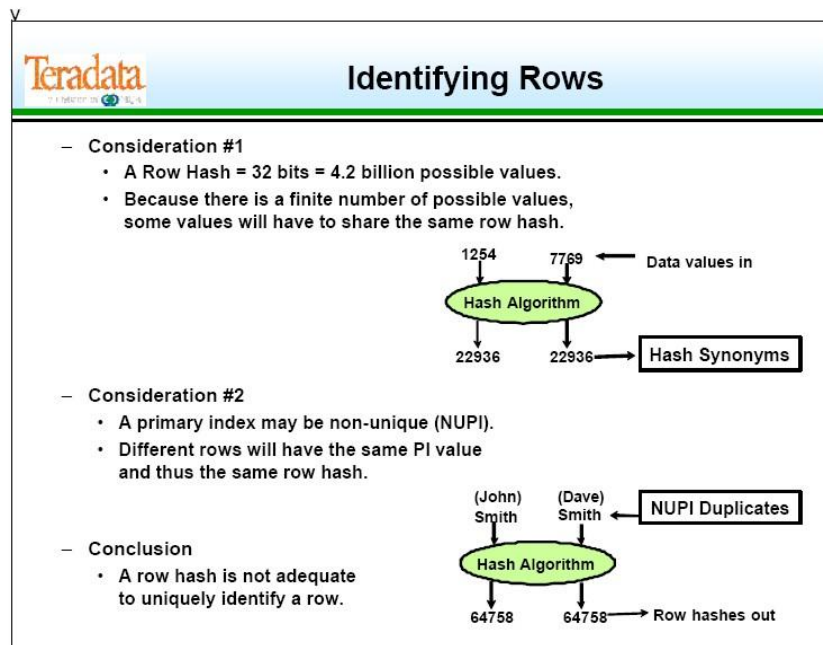 v
Teradata
Identifying Rows
– Consideration #1
• A Row Hash = 32 bits = 4.2 billion possible values.
• Because there is a finite number of possible values,
some values will have to share the same row hash.
1254 7769 Data values in
Hash Algorithm
22936 22936 Hash Synonyms
– Consideration #2
• A primary index may be non-unique (NUPI).
• Different rows will have the same PI value
and thus the same row hash.
(John) (Dave)
Smith Smith NUPI Duplicates
– Conclusion
Hash Algorithm
• A row hash is not adequate
to uniquely identify a row.
64758 64758 Row hashes out